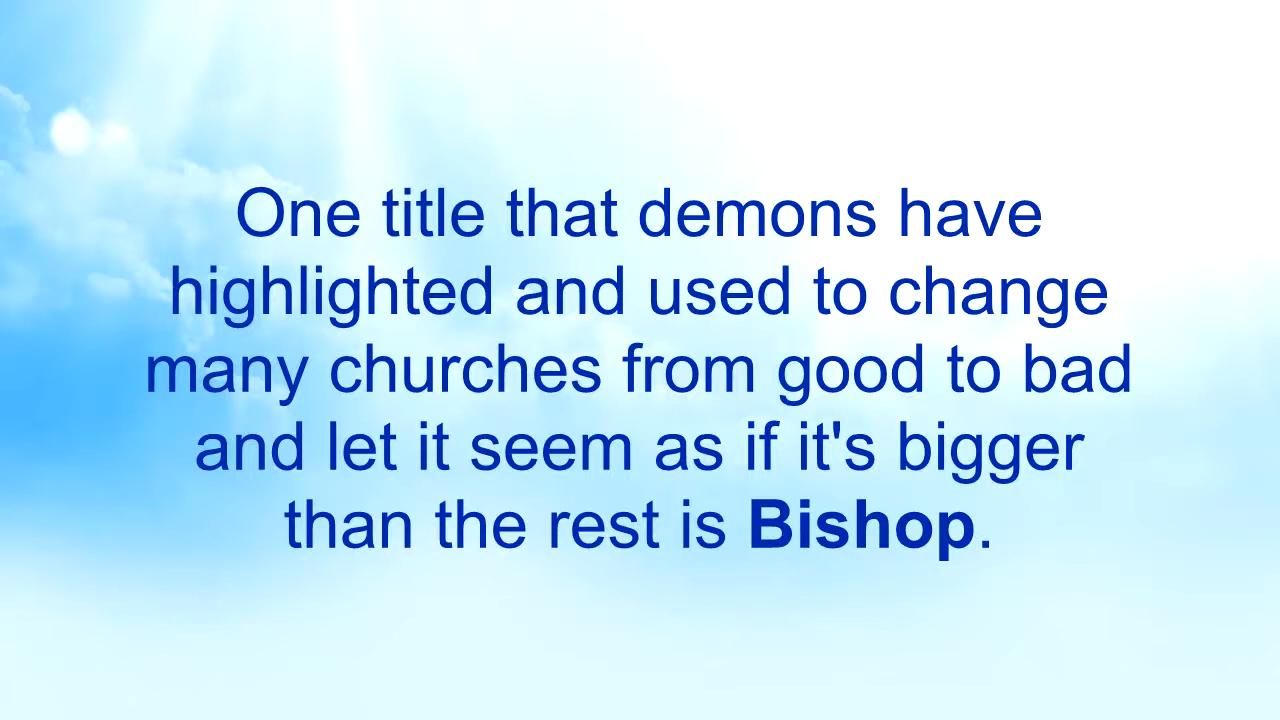 One title that demons have
highlighted and used to change
many churches from good to bad
and let it seem as if it's bigger
than the rest is Bishop.